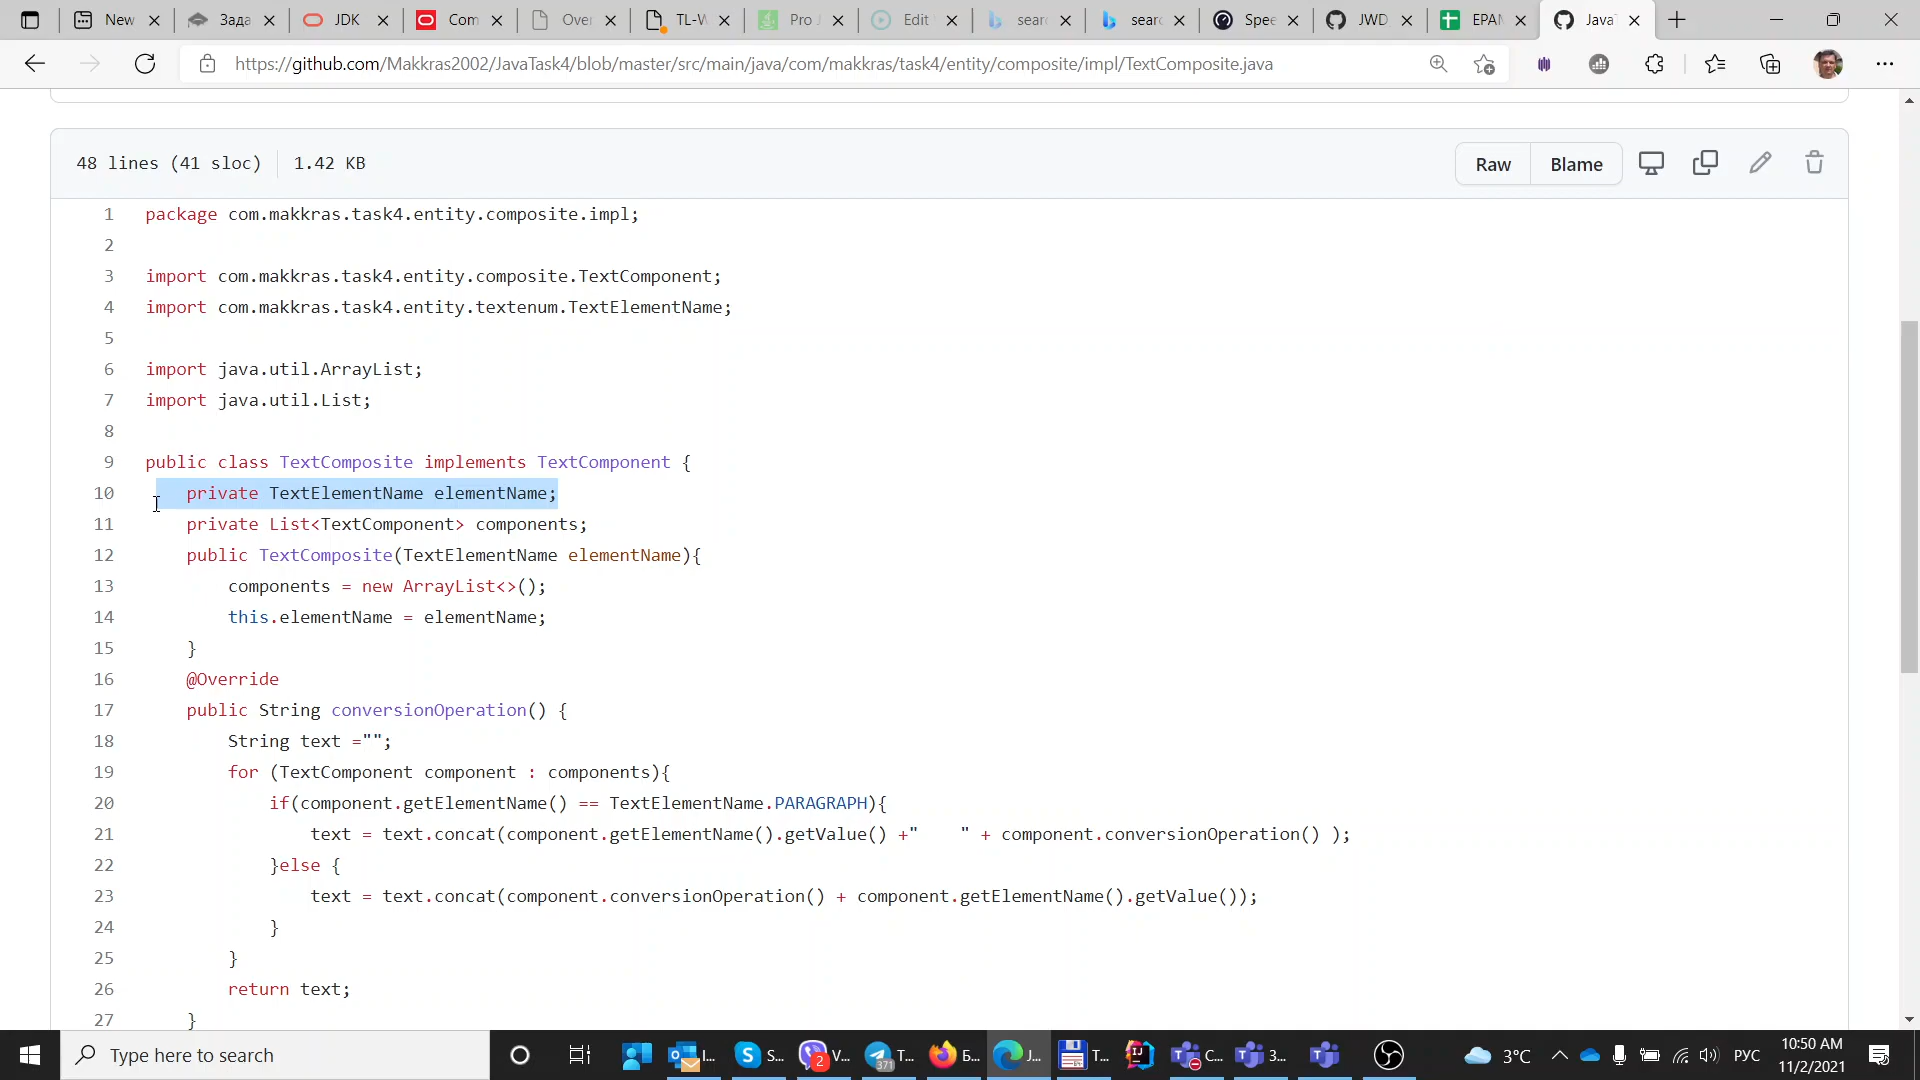 New
Зада
JDK
Com
Over
TL-W
Pro J
Edit
searc
searc
Spee
JWD
EPAM
JavaT
https://github.com/Makkras2002/JavaTask4/blob/master/src/main/java/com/makkras/task4/entity/composite/impl/TextComposite.java
48 lines (41 sloc) 1.42 KB
Raw Blame
1 package com.makkras.task4.entity.composite.impl;
2
3 import com.makkras.task4.entity.composite.TextComponent;
4 import com.makkras.task4.entity.textenum.TextElementName;
5
6 import java.util.ArrayList;
7 import java.util.List;
8
9 public class TextComposite implements TextComponent {
10 private TextElementName elementName;
11 private List<TextComponent> components;
12 public TextComposite(TextElementName elementName){
13 components = new ArrayList<>();
14 this.elementName = elementName;
15 }
16 @Override
17 public String conversionOperation() {
18 String text ="";
19 for (TextComponent component : components){
20 if(component.getElementName() == TextElementName.PARAGRAPH){
21 text = text.concat(component.getElementName().getValue() +"    " + component.conversionOperation() );
22 }else {
23 text = text.concat(component.conversionOperation() + component.getElementName().getValue());
24 }
25 }
26 return text;
27 }
Type here to search
I...
S...
V...
2
T...
371
Б...
J...
T...
C...
З...
3°C
РУС
10:50 AM
11/2/2021